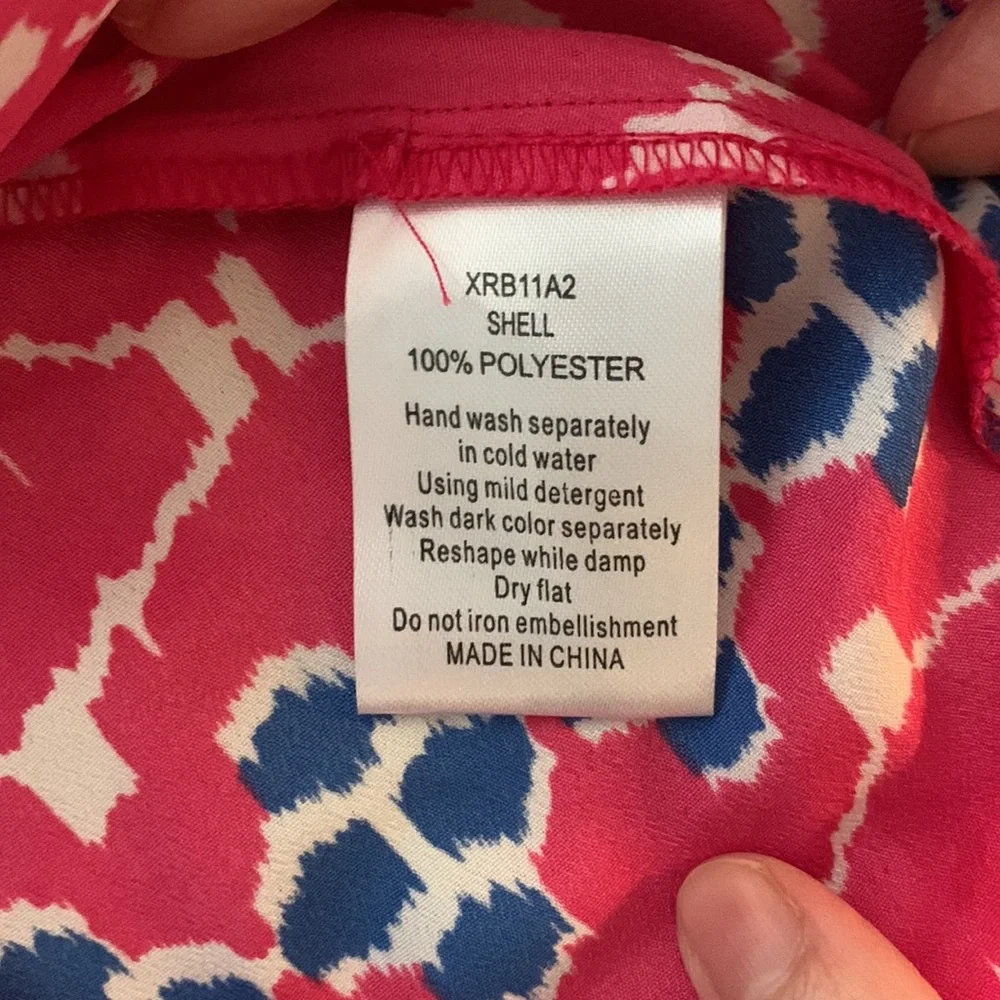 XRB11A2
SHELL
100% POLYESTER
Hand wash separately
in cold water
Using mild detergent
Wash dark color separately
Reshape while damp
Dry flat
Do not iron embellishment
MADE IN CHINA